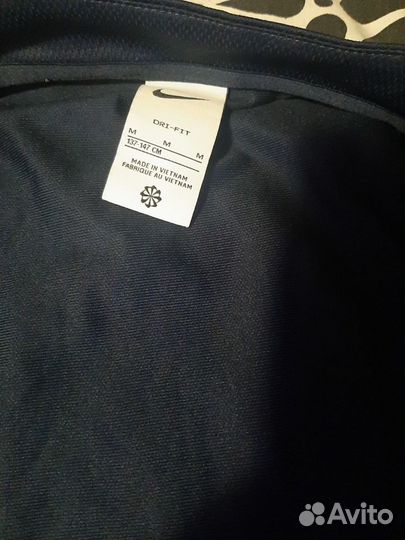 DRI-FIT
M M M
137-147 CM
MADE IN VIETNAM
FABRIQUE AU VIETNAM
Avito